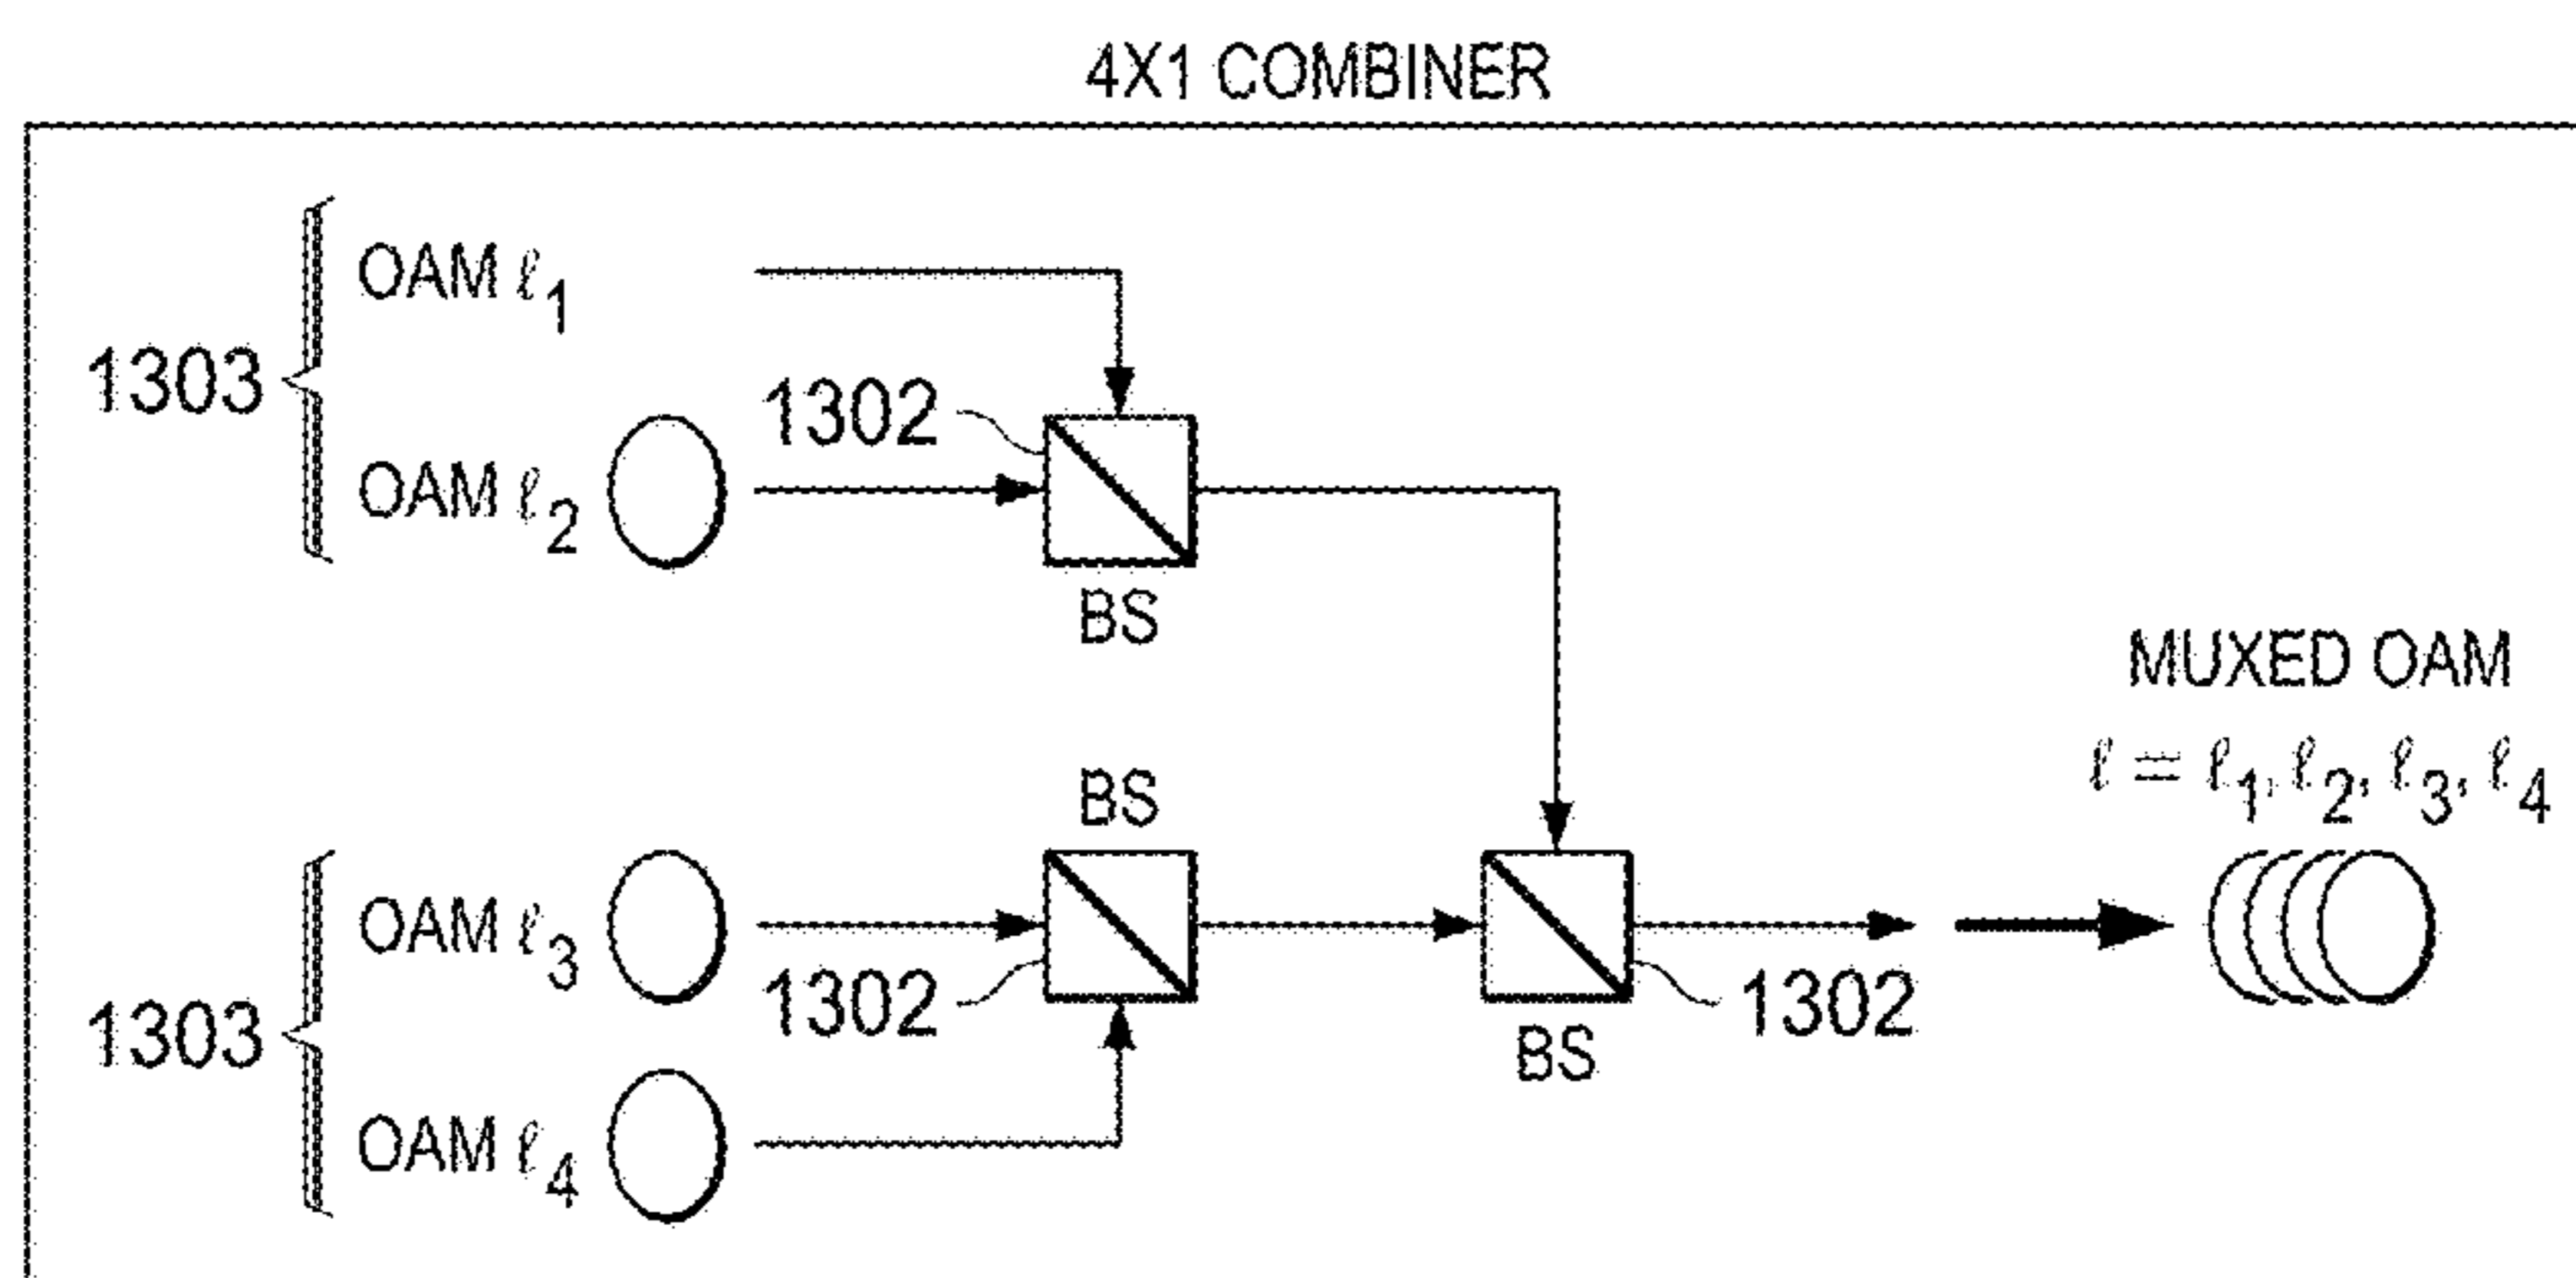 4X1 COMBINER
1303
OAM ℓ1
OAM ℓ2
1302
BS
MUXED OAM
ℓ = ℓ1, ℓ2, ℓ3, ℓ4
BS
1303
OAM ℓ3
OAM ℓ4
1302
1302
BS